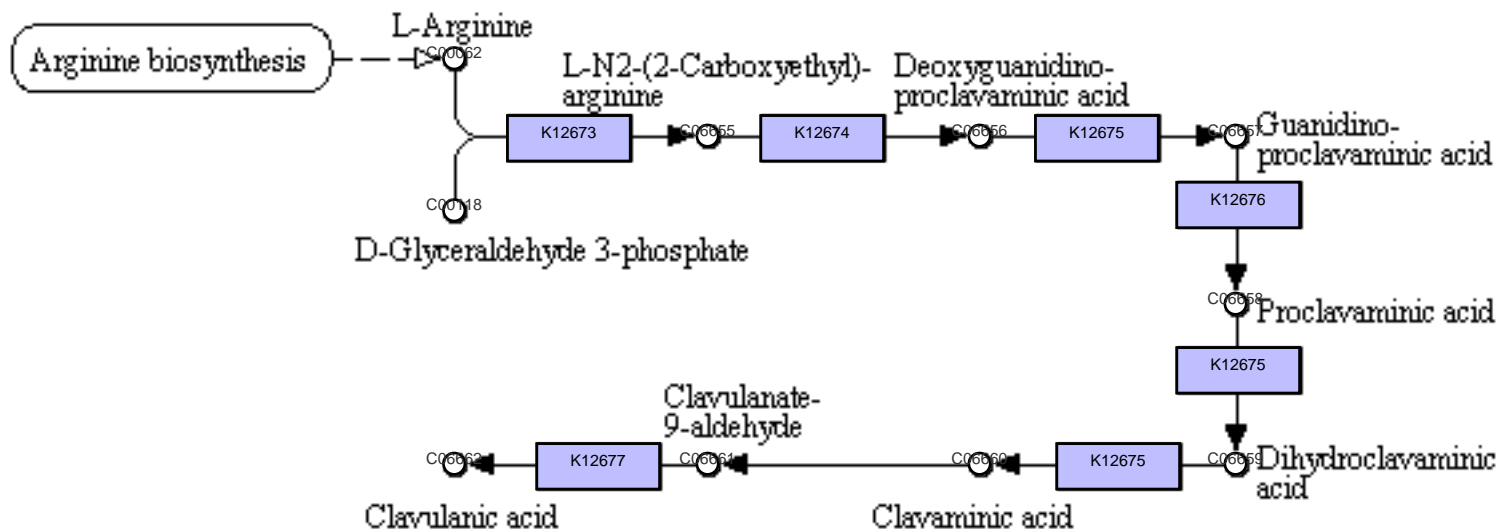 L-Arginine
C00062
Arginine biosynthesis
L-N2-(2-Carboxyethyl)-
arginine
Deoxyguanidino-
proclavaminic acid
K12673
C06655
K12674
C06656
K12675
C06657
Guanidino-
proclavaminic acid
K12676
C00118
D-Glyceraldehyde 3-phosphate
C06658
Proclavaminic acid
K12675
Clavulanate-
9-aldehyde
C06662
K12677
C06661
C06660
K12675
C06659
Dihydroclavaminic
acid
Clavulanic acid
Clavaminic acid